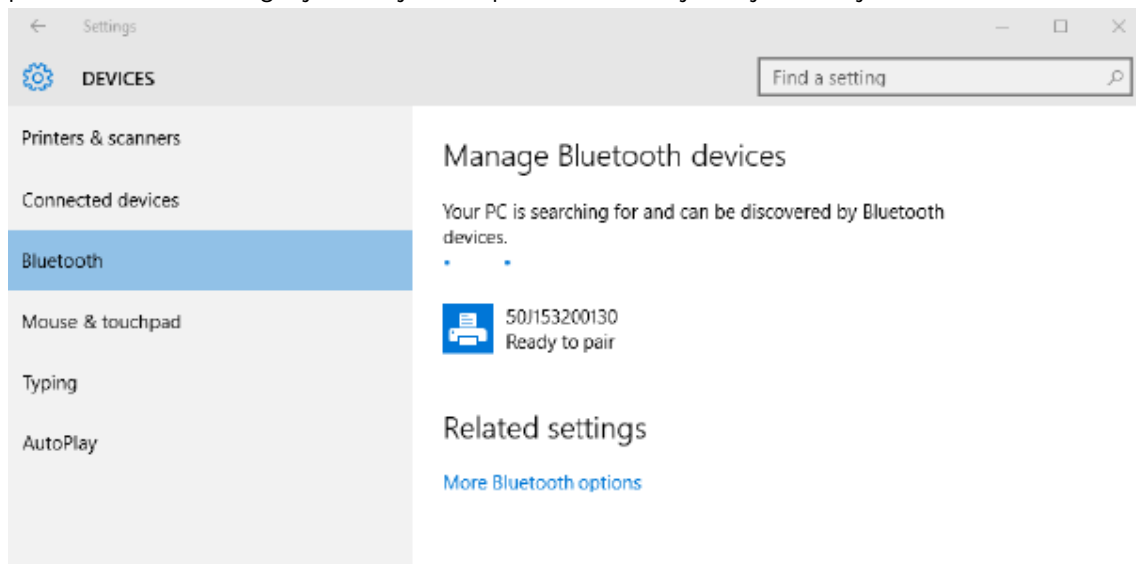 Settings
DEVICES
Find a setting
Printers & scanners
Connected devices
Bluetooth
Mouse & touchpad
Typing
AutoPlay
Manage Bluetooth devices
Your PC is searching for and can be discovered by Bluetooth
devices.
50J153200130
Ready to pair
Related settings
More Bluetooth options